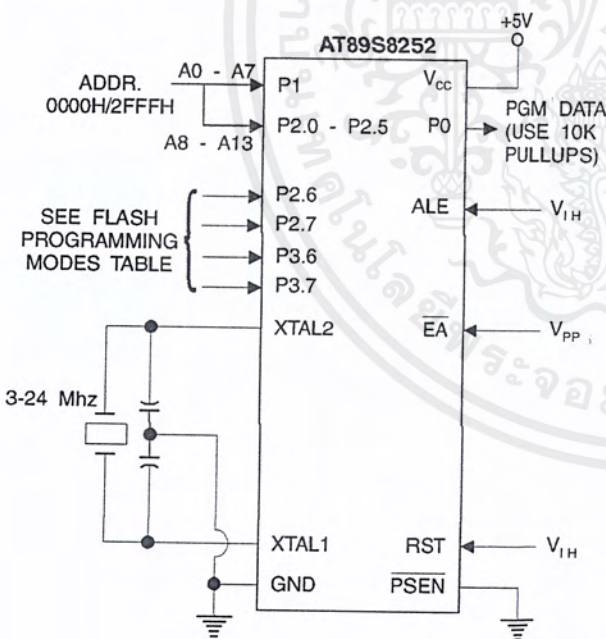 +5V
AT89S8252
A0 - A7
P1
VCC
ADDR.
0000H/2FFFH
P2.0 - P2.5
P0
PGM DATA
(USE 10K
PULLUPS)
A8 - A13
P2.6
ALE
VIH
SEE FLASH
PROGRAMMING
MODES TABLE
P2.7
P3.6
P3.7
XTAL2
EA
VPP
3-24 Mhz
XTAL1
RST
VIH
GND
PSEN